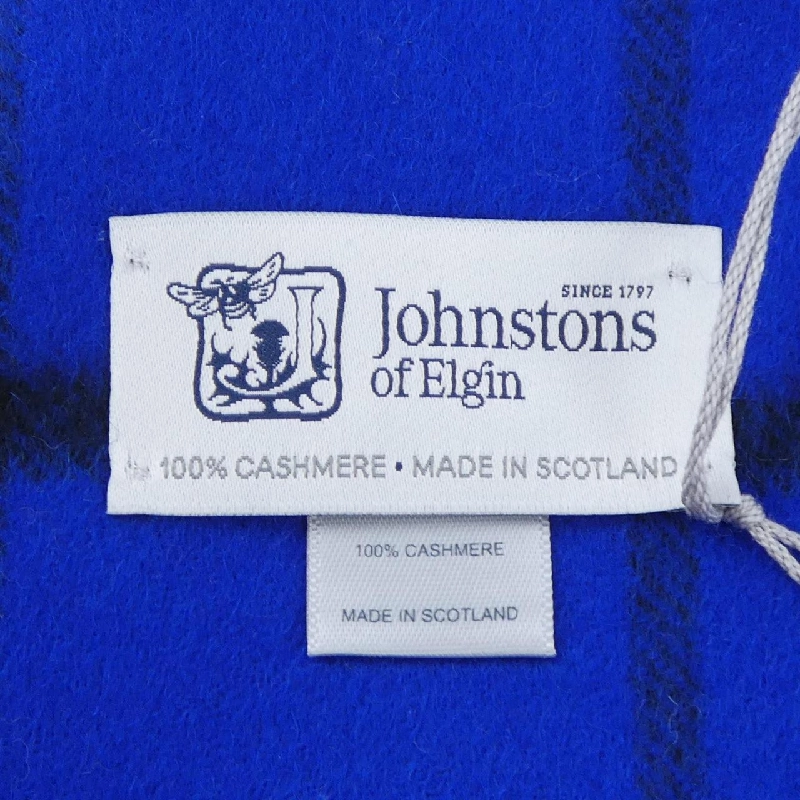 SINCE 1797
Johnstons
of Elgin
100% CASHMERE • MADE IN SCOTLAND
100% CASHMERE
MADE IN SCOTLAND